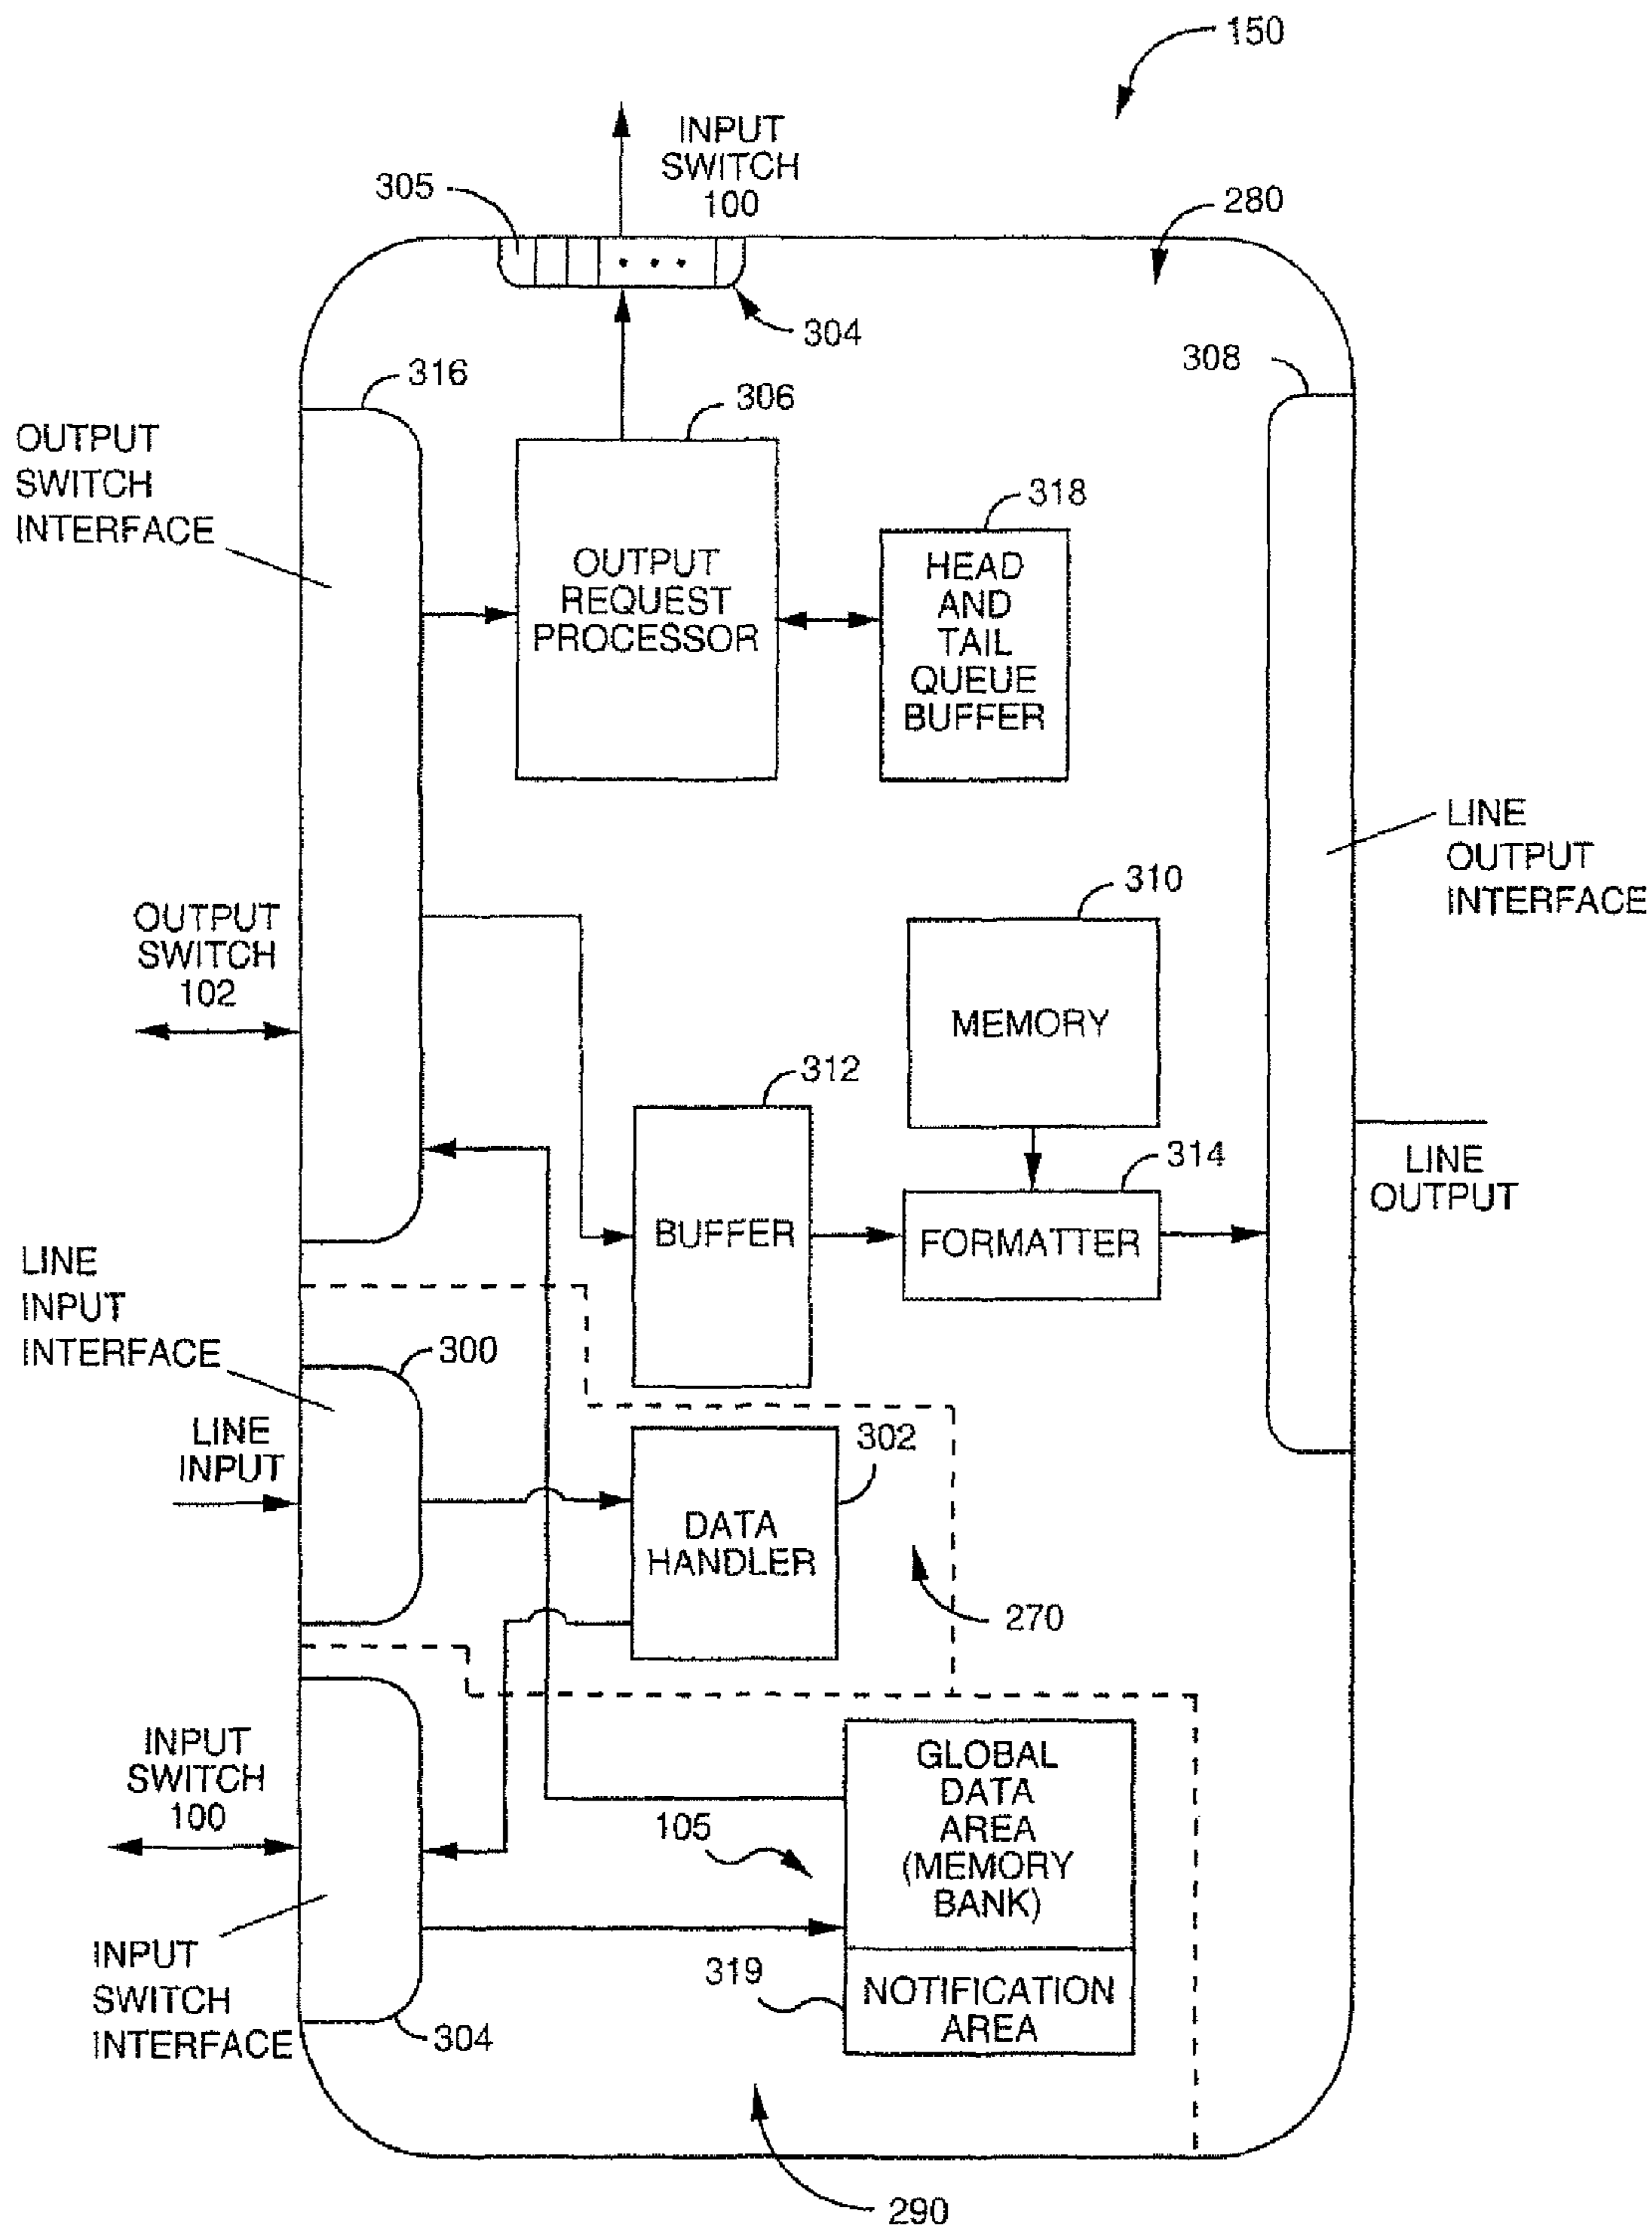 150
INPUT
SWITCH
100
305
280
304
316
308
306
OUTPUT
SWITCH
INTERFACE
318
OUTPUT
REQUEST
PROCESSOR
HEAD
AND
TAIL
QUEUE
BUFFER
LINE
OUTPUT
INTERFACE
310
OUTPUT
SWITCH
102
MEMORY
312
314
LINE
OUTPUT
BUFFER
FORMATTER
LINE
INPUT
INTERFACE
300
LINE
INPUT
302
DATA
HANDLER
270
INPUT
SWITCH
100
GLOBAL
DATA
AREA
(MEMORY
BANK)
105
INPUT
SWITCH
INTERFACE
304
319
NOTIFICATION
AREA
290